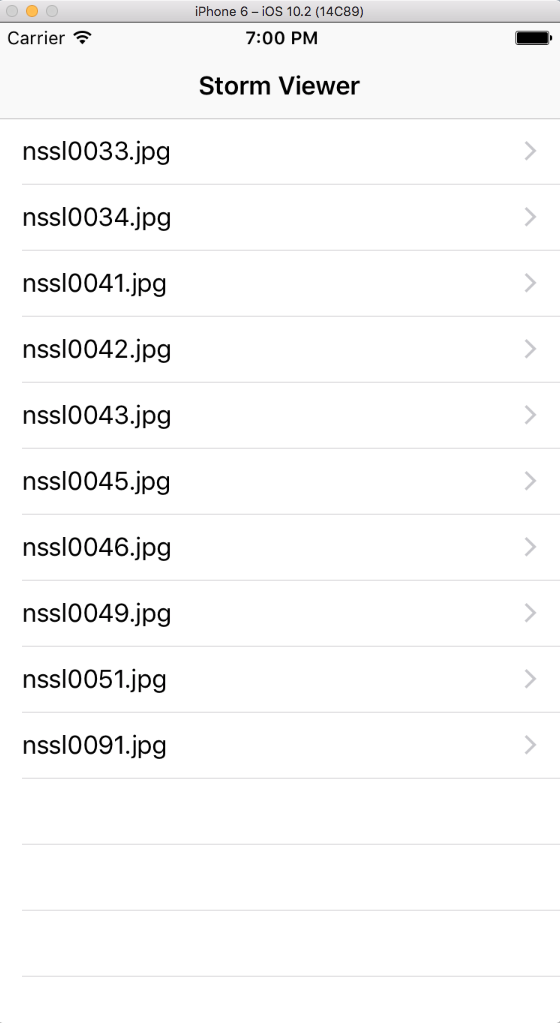 iPhone 6 – iOS 10.2 (14C89)
Carrier 7:00 PM
Storm Viewer
nssl0033.jpg
nssl0034.jpg
nssl0041.jpg
nssl0042.jpg
nssl0043.jpg
nssl0045.jpg
nssl0046.jpg
nssl0049.jpg
nssl0051.jpg
nssl0091.jpg